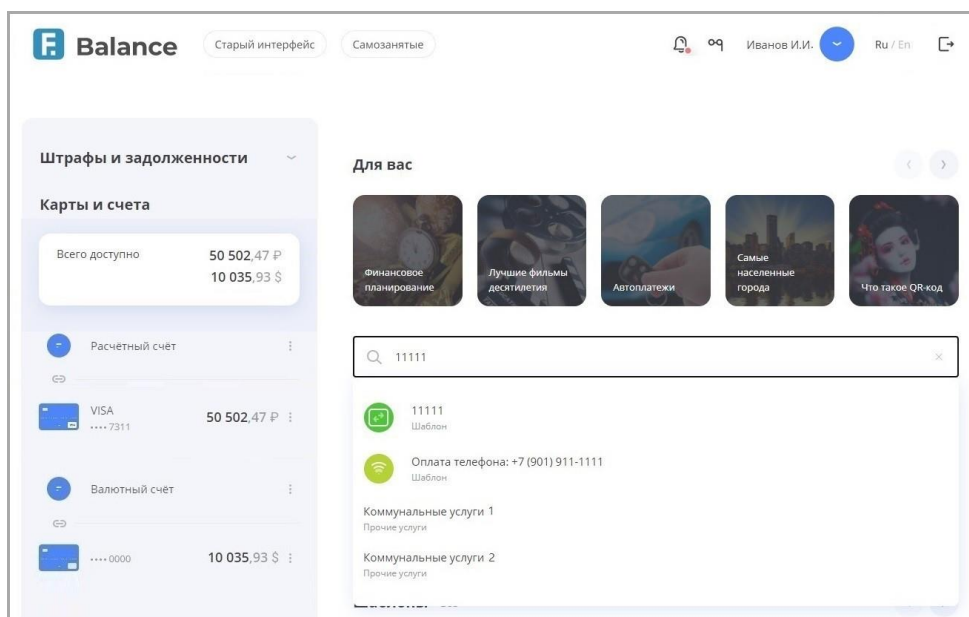 Balance
Старый интерфейс
Самозанятые
Иванов И.И.
Ru / En
Штрафы и задолженности
Карты и счета
Всего доступно
50 502,47 ₽
10 035,93 $
Расчётный счёт
VISA
•••• 7311
50 502,47 ₽
Валютный счёт
•••• 0000
10 035,93 $
Для вас
Финансовое
планирование
Лучшие фильмы
десятилетия
Автоплатежи
Самые
населенные
города
Что такое QR-код
11111
11111
Шаблон
Оплата телефона: +7 (901) 911-1111
Шаблон
Коммунальные услуги 1
Прочие услуги
Коммунальные услуги 2
Прочие услуги